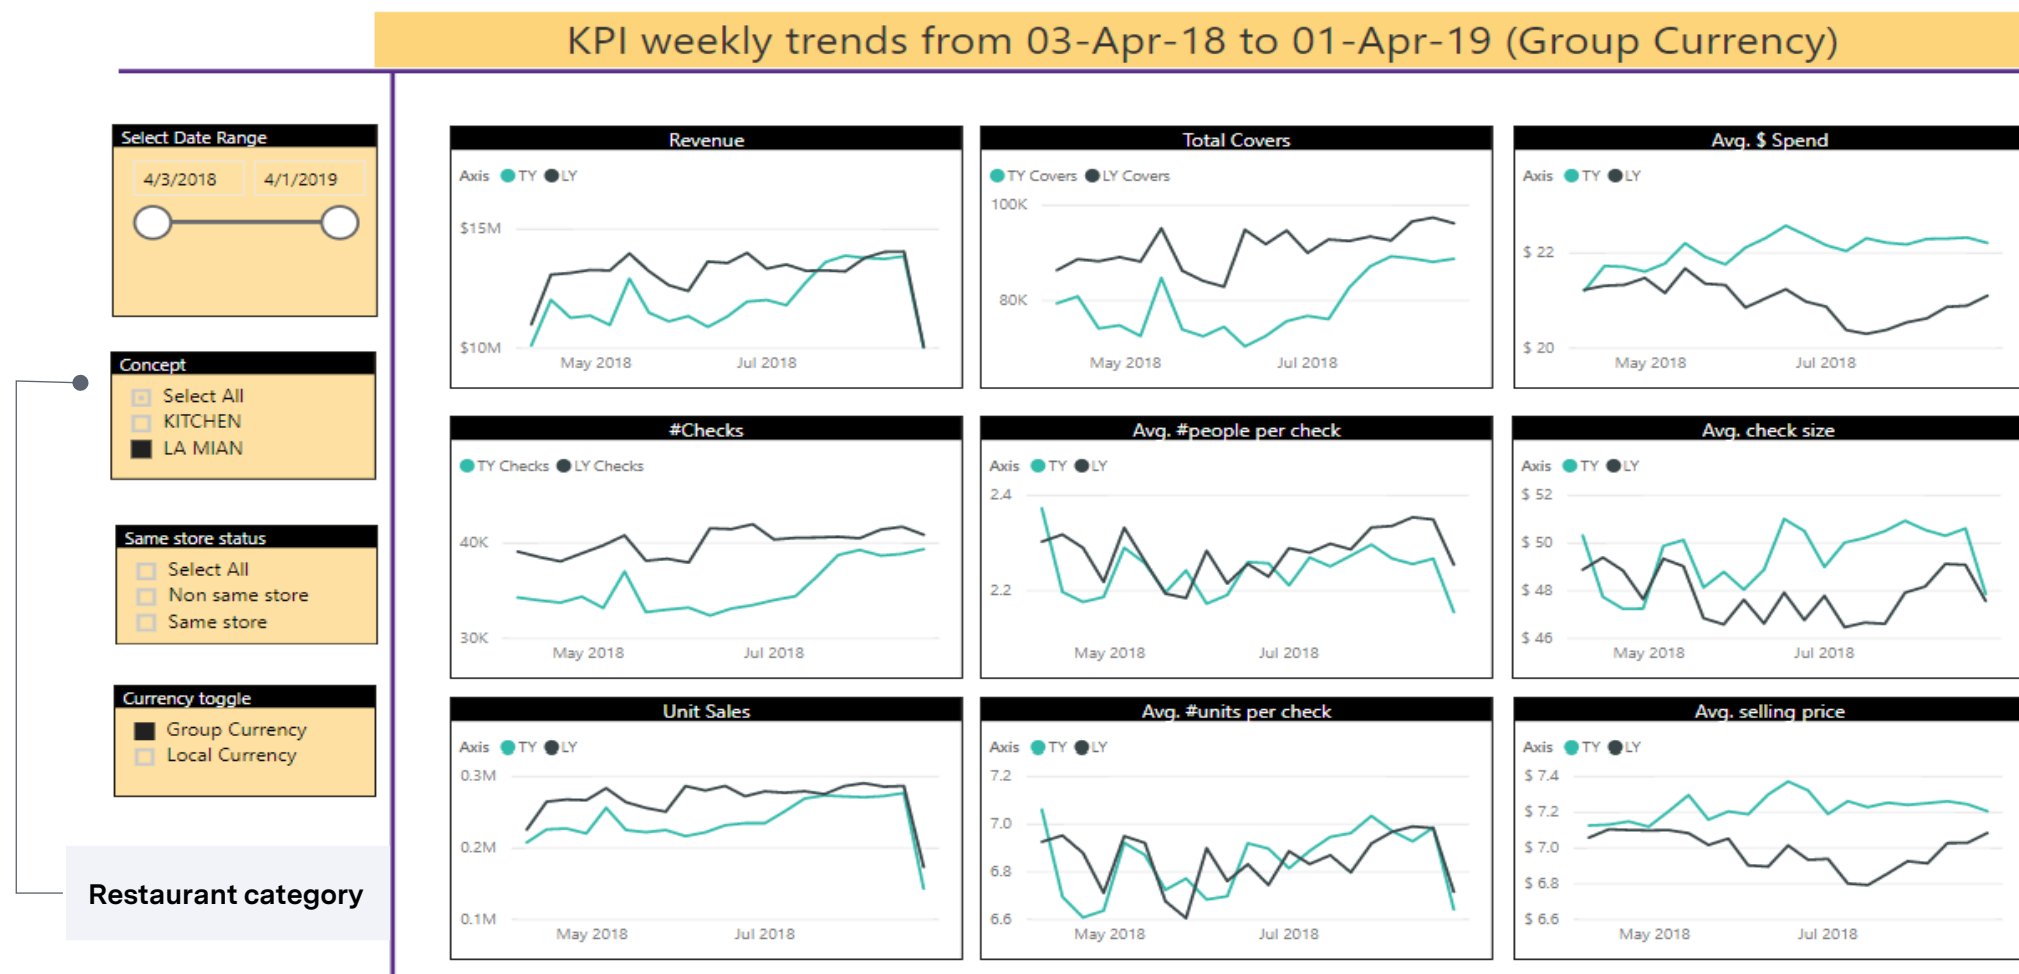 KPI weekly trends from 03-Apr-18 to 01-Apr-19 (Group Currency)
Select Date Range
4/3/2018 4/1/2019
Concept
Select All
KITCHEN
LA MIAN
Same store status
Select All
Non same store
Same store
Currency toggle
Group Currency
Local Currency
Restaurant category
Revenue
Axis TY LY
$15M
$10M
May 2018 Jul 2018
Total Covers
TY Covers LY Covers
100K
80K
May 2018 Jul 2018
Avg. $ Spend
Axis TY LY
$ 22
$ 20
May 2018 Jul 2018
#Checks
TY Checks LY Checks
40K
30K
May 2018 Jul 2018
Avg. #people per check
Axis TY LY
2.4
2.2
May 2018 Jul 2018
Avg. check size
Axis TY LY
$ 52
$ 50
$ 48
$ 46
May 2018 Jul 2018
Unit Sales
Axis TY LY
0.3M
0.2M
0.1M
May 2018 Jul 2018
Avg. #units per check
Axis TY LY
7.2
7.0
6.8
6.6
May 2018 Jul 2018
Avg. selling price
Axis TY LY
$ 7.4
$ 7.2
$ 7.0
$ 6.8
$ 6.6
May 2018 Jul 2018